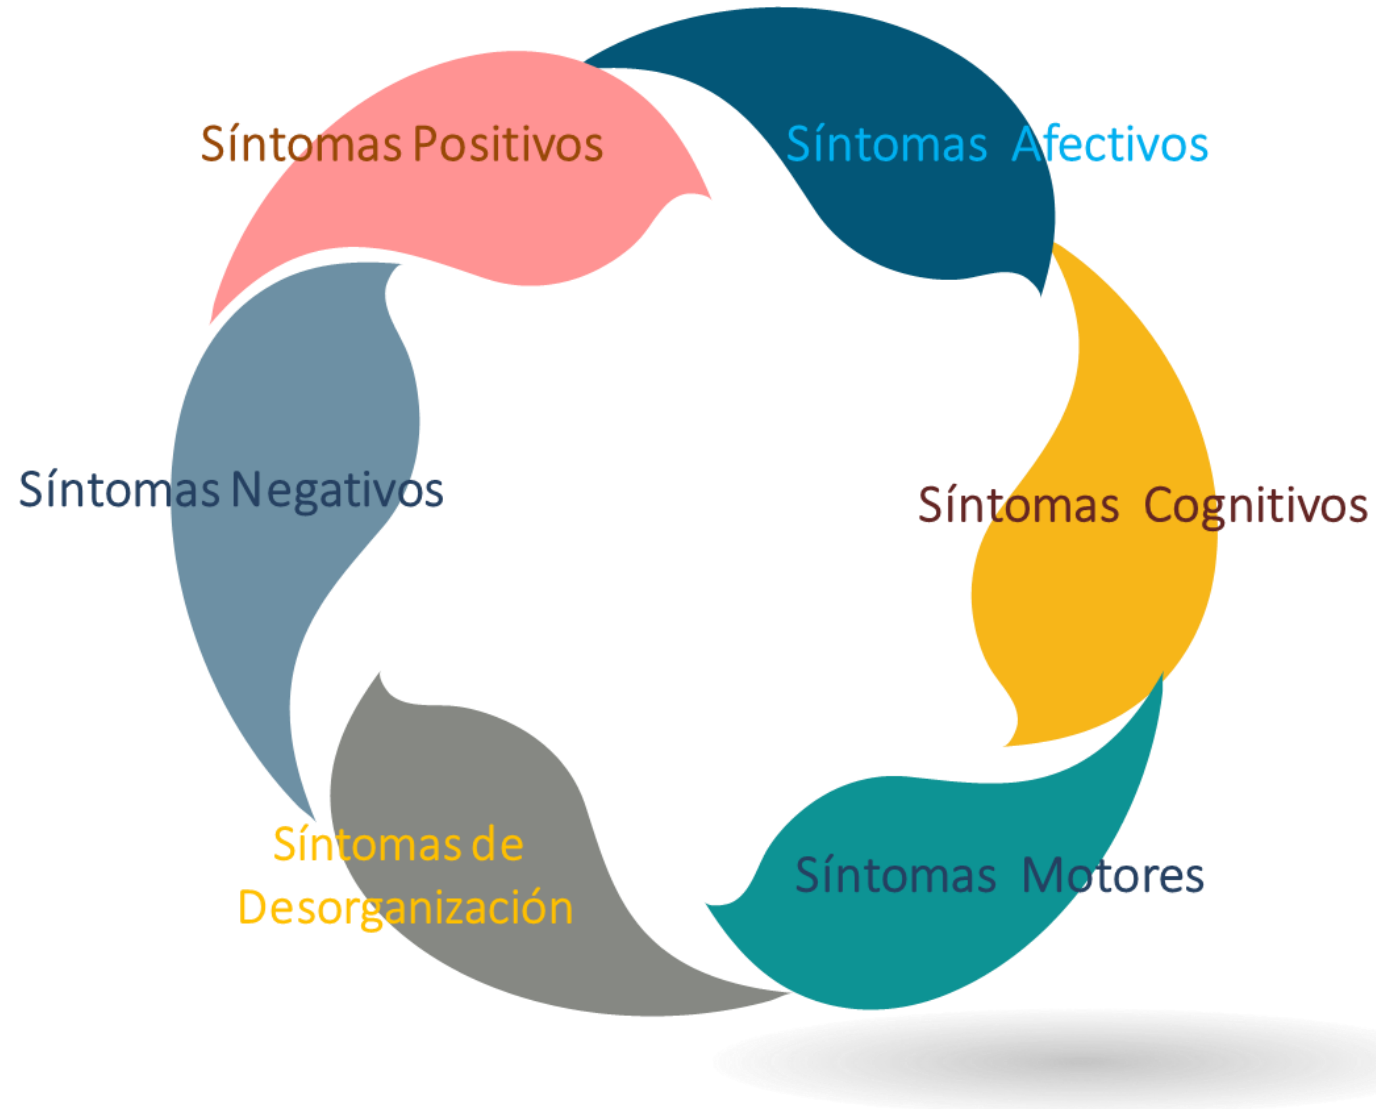 Síntomas Positivos
Síntomas Afectivos
Síntomas Negativos
Síntomas Cognitivos
Síntomas de
Desorganización
Síntomas Motores